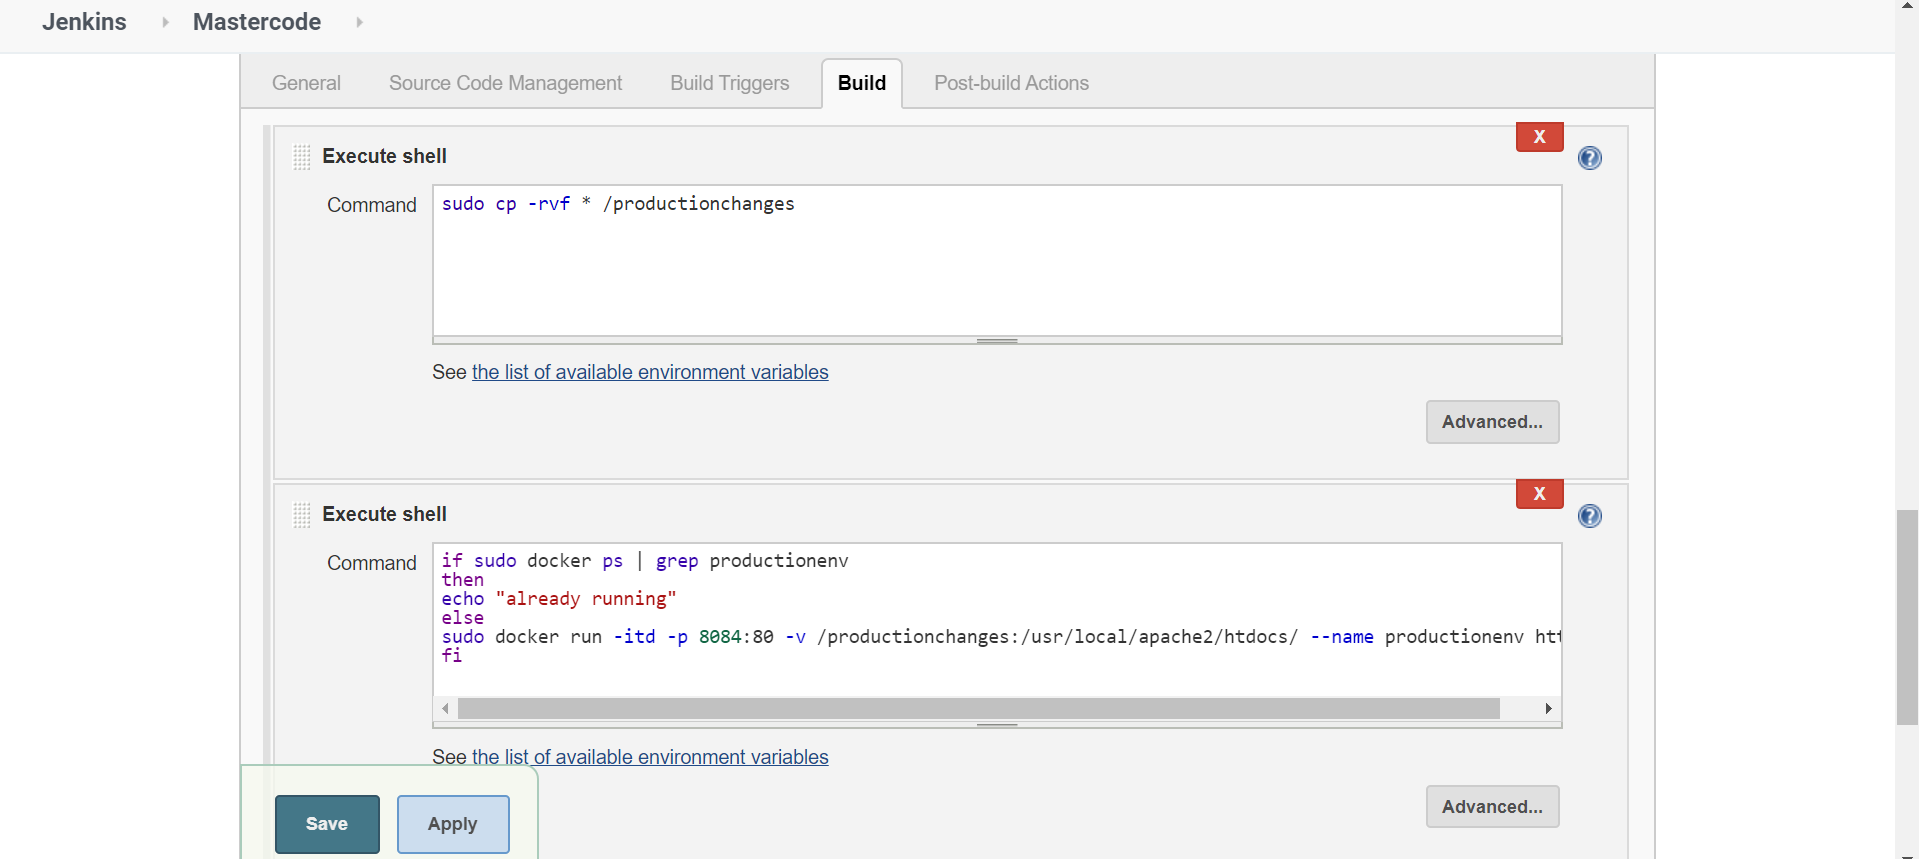 Jenkins Mastercode
General Source Code Management Build Triggers Build Post-build Actions
X
Execute shell
Command
sudo cp -rvf * /productionchanges
See the list of available environment variables
Advanced...
X
Execute shell
Command
if sudo docker ps | grep productionenv
then
echo "already running"
else
sudo docker run -itd -p 8084:80 -v /productionchanges:/usr/local/apache2/htdocs/ --name productionenv htt
fi
See the list of available environment variables
Save Apply
Advanced...